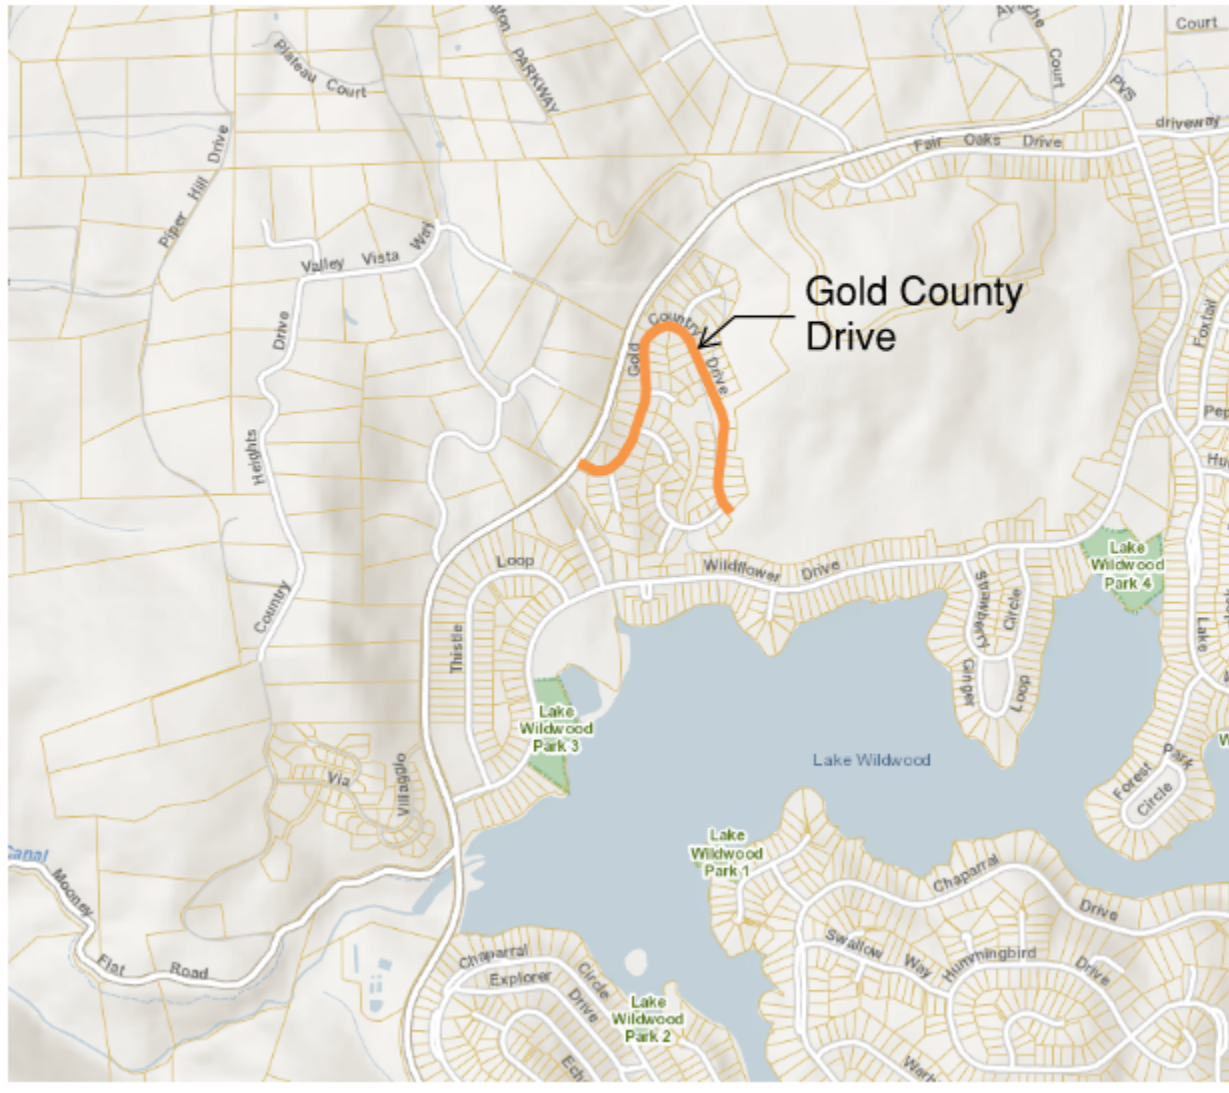 PARKWAY
Court
Court
Plateau Court
PVS
driveway
Fair Oaks Drive
Piper Hill Drive
Valley Vista Way
Gold County
Drive
Gold Country Drive
Foxtail
Country Heights Drive
Loop
Wildflower Drive
Lake
Wildwood
Park 4
Strawberry
Circle
Thistle
Ginger
Loop
Lake
Lake
Wildwood
Park 3
Lake Wildwood
Via
Villaggio
Forest Park
Circle
Lake
Wildwood
Park 1
Canal
Mooney Flat Road
Chaparral Drive
Swallow Way
Hummingbird Drive
Chaparral Circle
Explorer Drive
Lake
Wildwood
Park 2